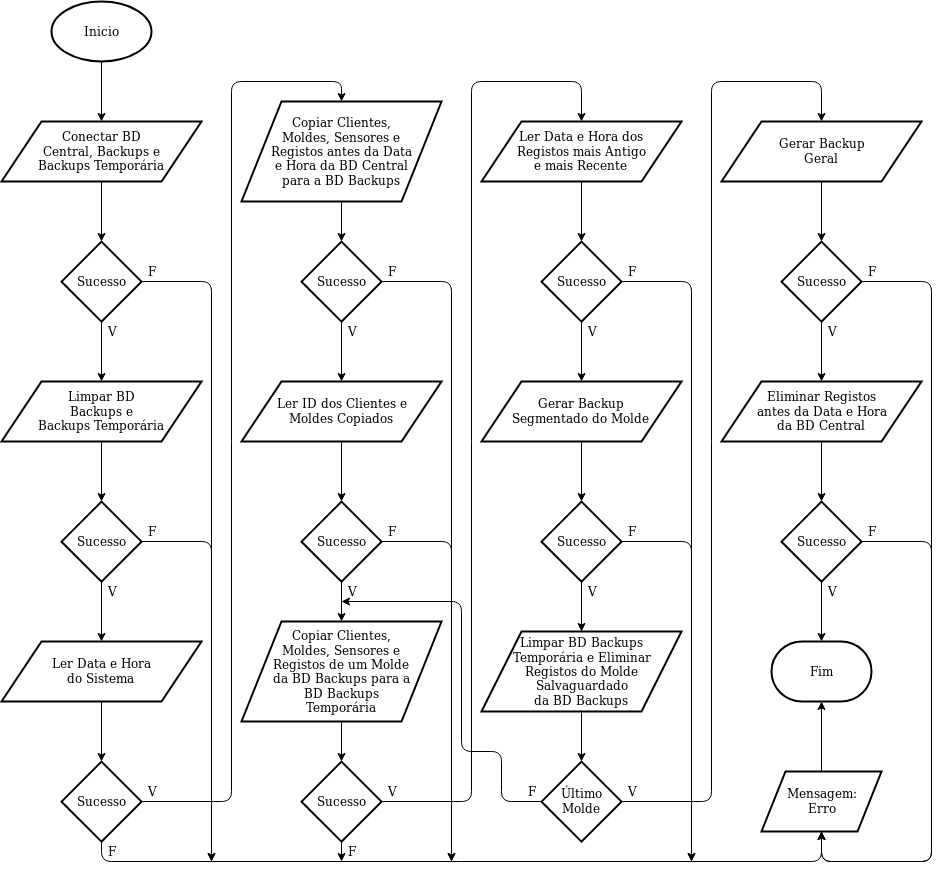 Inicio
Conectar BD
Central, Backups e
Backups Temporária
Sucesso
F
V
Limpar BD
Backups e
Backups Temporária
Sucesso
F
V
Ler Data e Hora
do Sistema
Sucesso
V
F
Copiar Clientes,
Moldes, Sensores e
Registos antes da Data
e Hora da BD Central
para a BD Backups
Sucesso
F
V
Ler ID dos Clientes e
Moldes Copiados
Sucesso
F
V
Copiar Clientes,
Moldes, Sensores e
Registos de um Molde
da BD Backups para a
BD Backups
Temporária
Sucesso
V
F
Ler Data e Hora dos
Registos mais Antigo
e mais Recente
Sucesso
F
V
Gerar Backup
Segmentado do Molde
Sucesso
F
V
Limpar BD Backups
Temporária e Eliminar
Registos do Molde
Salvaguardado
da BD Backups
F
Último
Molde
V
Gerar Backup
Geral
Sucesso
F
V
Eliminar Registos
antes da Data e Hora
da BD Central
Sucesso
F
V
Fim
Mensagem:
Erro